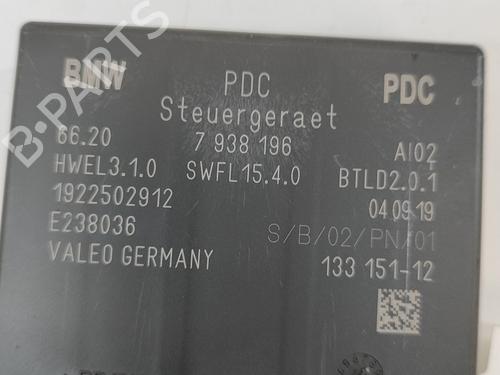 BMW PDC PDC
Steuergeraet
66.20 7 938 196 AI02
HWEL3.1.0 SWFL15.4.0 BTLD2.0.1
1922502912 04.09.19
E238036 S/B/02/PN/01
VALEO GERMANY 133 151-12
B-PARTS